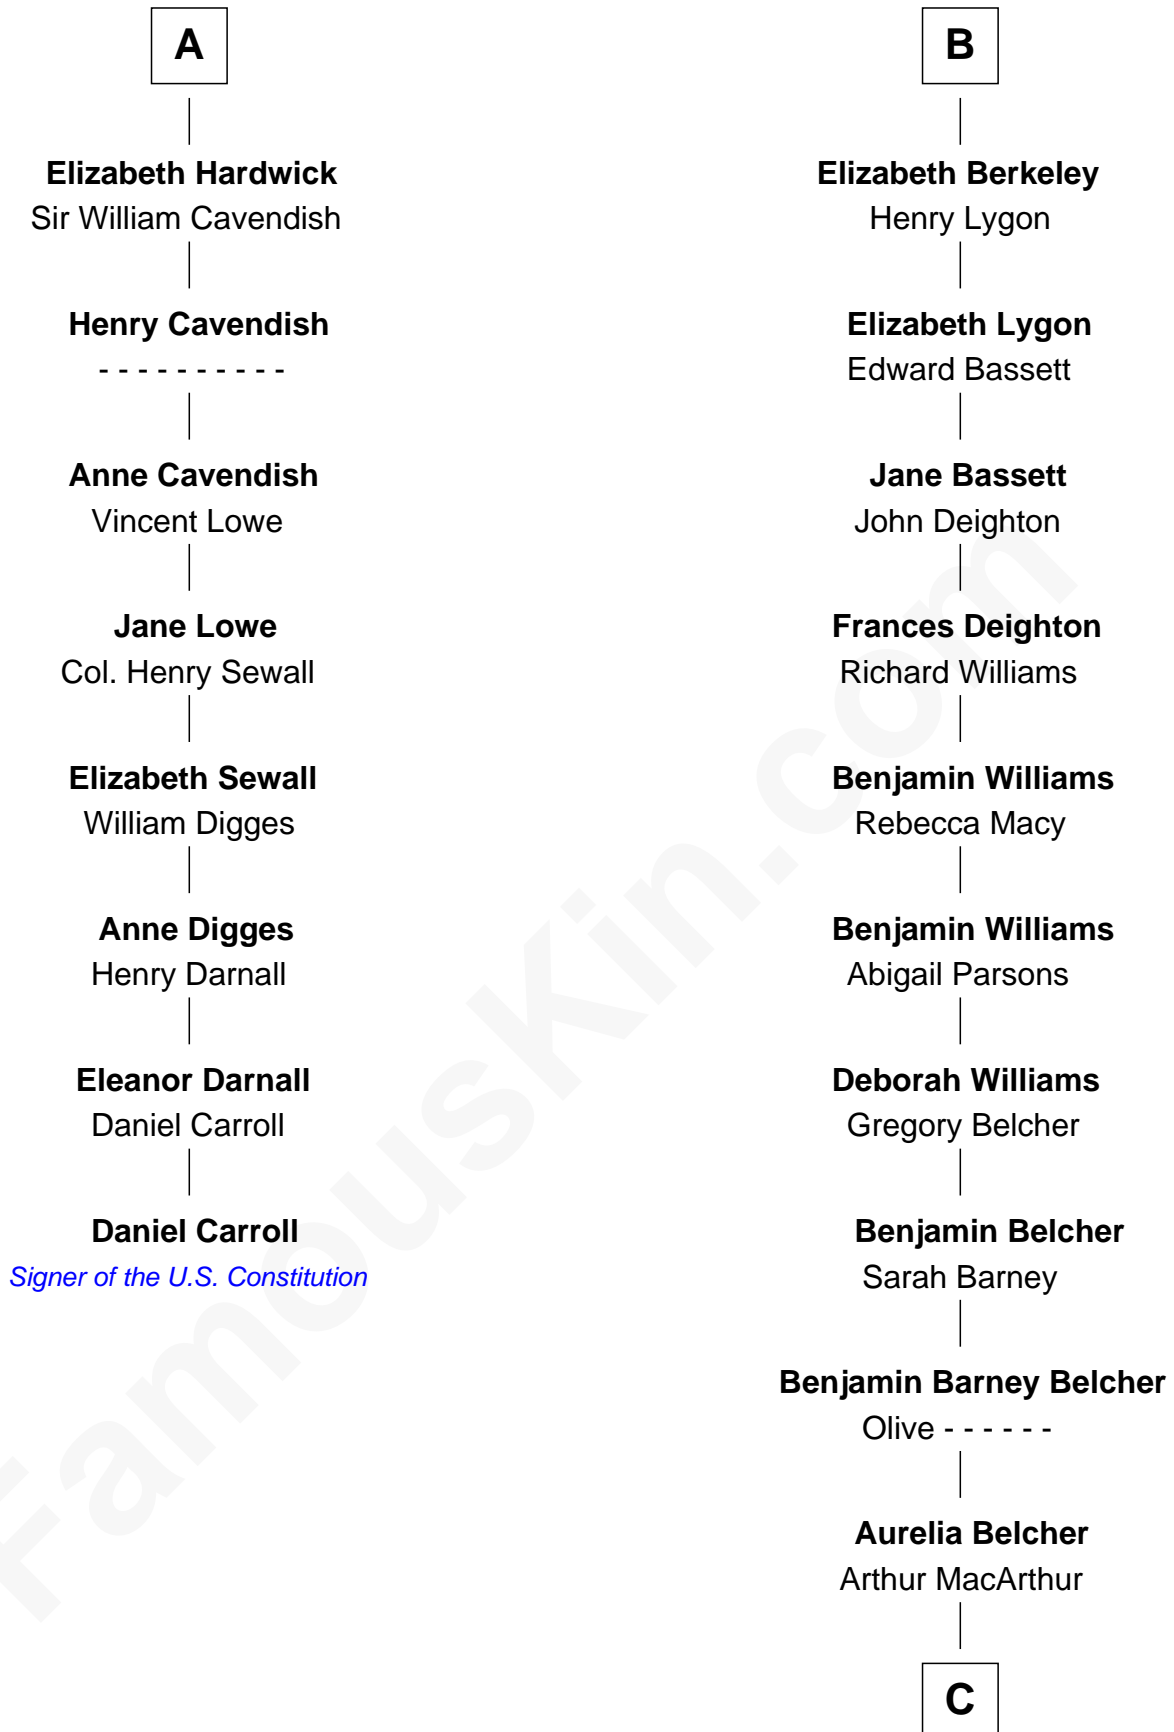 A
Elizabeth Hardwick
Sir William Cavendish
Henry Cavendish
- - - - - - - - - -
Anne Cavendish
Vincent Lowe
Jane Lowe
Col. Henry Sewall
Elizabeth Sewall
William Digges
Anne Digges
Henry Darnall
Eleanor Darnall
Daniel Carroll
Daniel Carroll
Signer of the U.S. Constitution
B
Elizabeth Berkeley
Henry Lygon
Elizabeth Lygon
Edward Bassett
Jane Bassett
John Deighton
Frances Deighton
Richard Williams
Benjamin Williams
Rebecca Macy
Benjamin Williams
Abigail Parsons
Deborah Williams
Gregory Belcher
Benjamin Belcher
Sarah Barney
Benjamin Barney Belcher
Olive - - - - - -
Aurelia Belcher
Arthur MacArthur
C
FamousKin.com